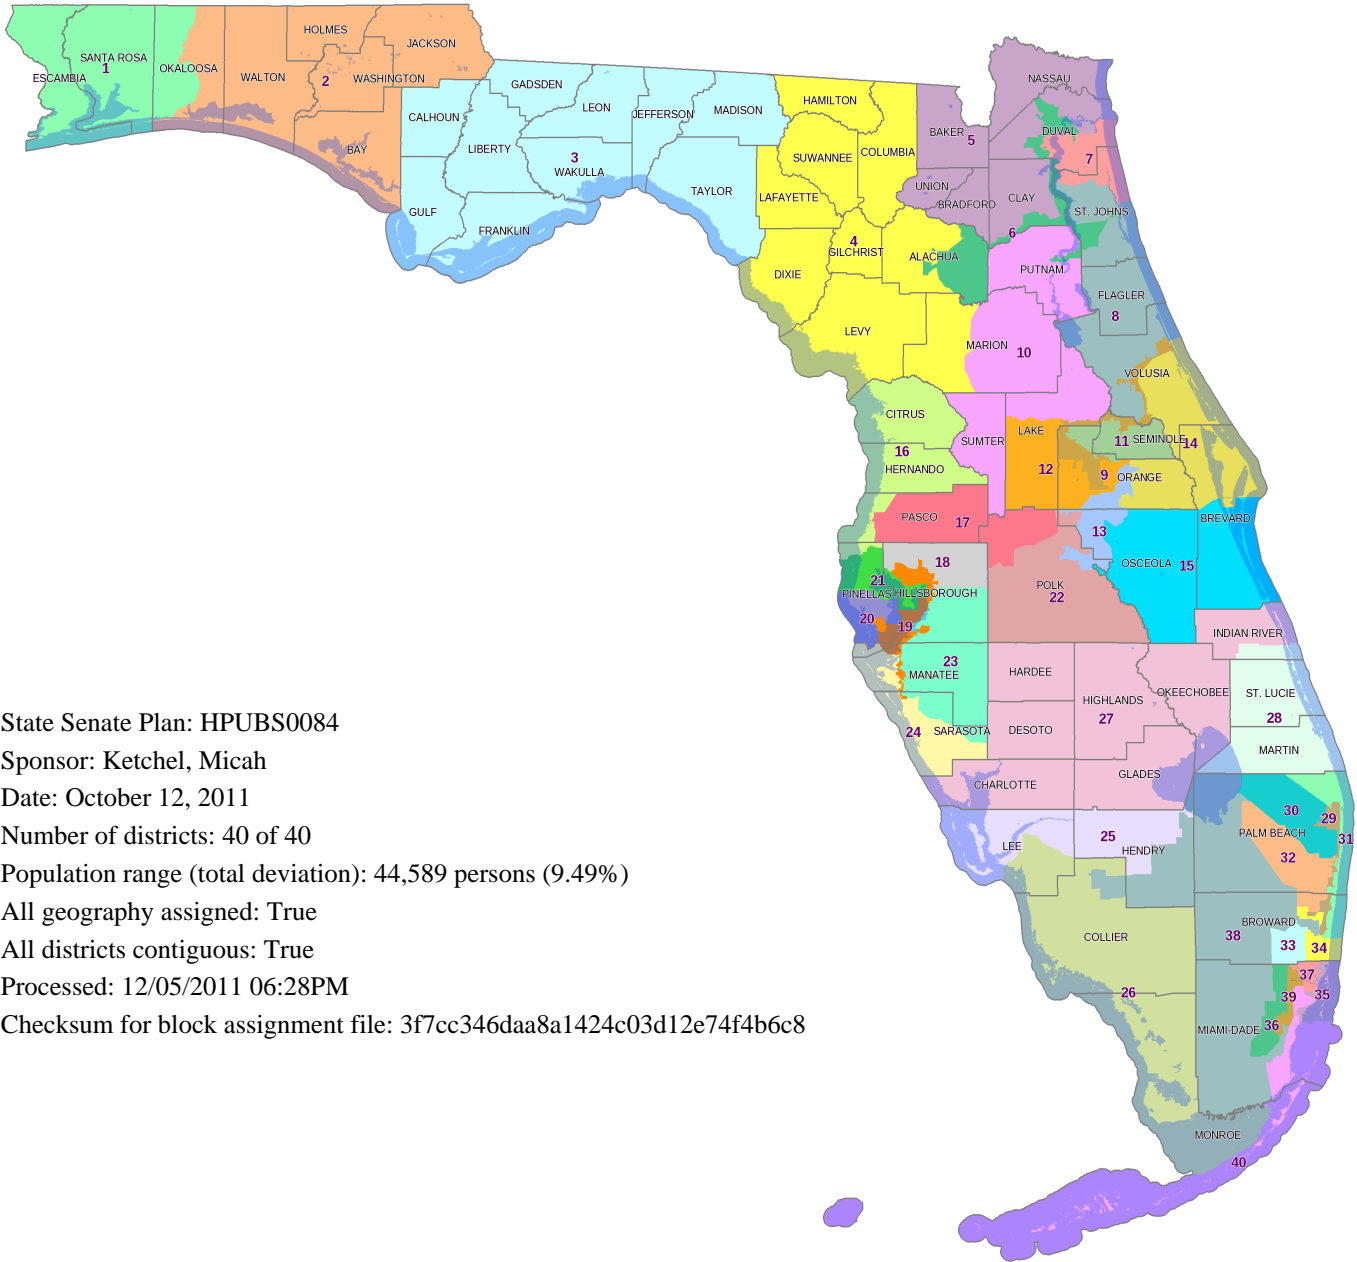 HOLMES
JACKSON
SANTA ROSA
1
OKALOOSA
ESCAMBIA
WALTON
2
WASHINGTON
BAY
GADSDEN
LEON
JEFFERSON
MADISON
CALHOUN
LIBERTY
3
WAKULLA
TAYLOR
GULF
FRANKLIN
HAMILTON
SUWANNEE
COLUMBIA
LAFAYETTE
4
GILCHRIST
DIXIE
ALACHUA
LEVY
NASSAU
BAKER
5
DUVAL
7
UNION
BRADFORD
CLAY
ST. JOHNS
6
PUTNAM
FLAGLER
8
MARION
10
VOLUSIA
CITRUS
SUMTER
LAKE
11
SEMINOLE
14
16
HERNANDO
12
9
ORANGE
PASCO
17
13
BREVARD
18
OSCEOLA
15
21
PINELLAS
HILLSBOROUGH
POLK
22
20
19
INDIAN RIVER
23
MANATEE
HARDEE
HIGHLANDS
27
OKEECHOBEE
ST. LUCIE
28
24
SARASOTA
DESOTO
MARTIN
CHARLOTTE
GLADES
30
29
31
LEE
25
HENDRY
PALM BEACH
32
COLLIER
BROWARD
38
33
34
26
37
39
35
MIAMI-DADE
36
MONROE
40
State Senate Plan: HPUBS0084
Sponsor: Ketchel, Micah
Date: October 12, 2011
Number of districts: 40 of 40
Population range (total deviation): 44,589 persons (9.49%)
All geography assigned: True
All districts contiguous: True
Processed: 12/05/2011 06:28PM
Checksum for block assignment file: 3f7cc346daa8a1424c03d12e74f4b6c8